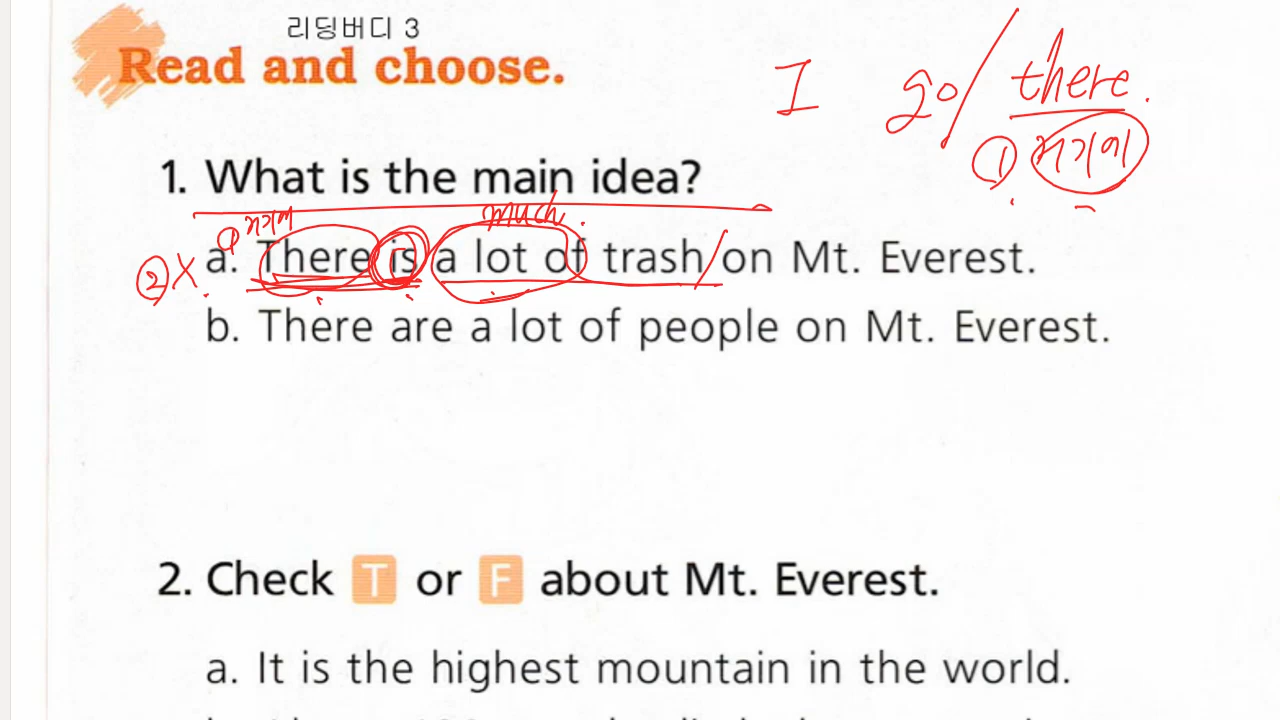 리딩버디 3
Read and choose.
I go / there.
① 거기에
1. What is the main idea?
① 거기에 much.
② X a. There is a lot of trash / on Mt. Everest.
b. There are a lot of people on Mt. Everest.
2. Check T or F about Mt. Everest.
a. It is the highest mountain in the world.